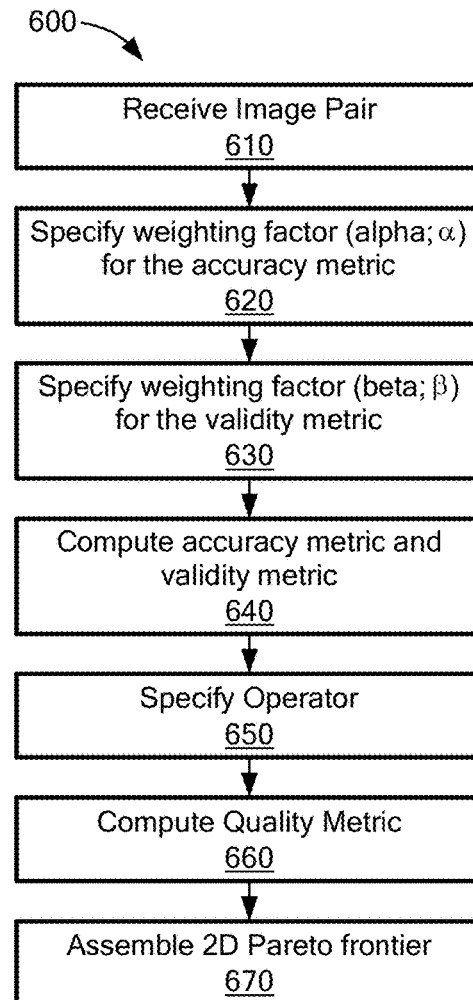 600
Receive Image Pair
610
Specify weighting factor (alpha; α)
for the accuracy metric
620
Specify weighting factor (beta; β)
for the validity metric
630
Compute accuracy metric and
validity metric
640
Specify Operator
650
Compute Quality Metric
660
Assemble 2D Pareto frontier
670